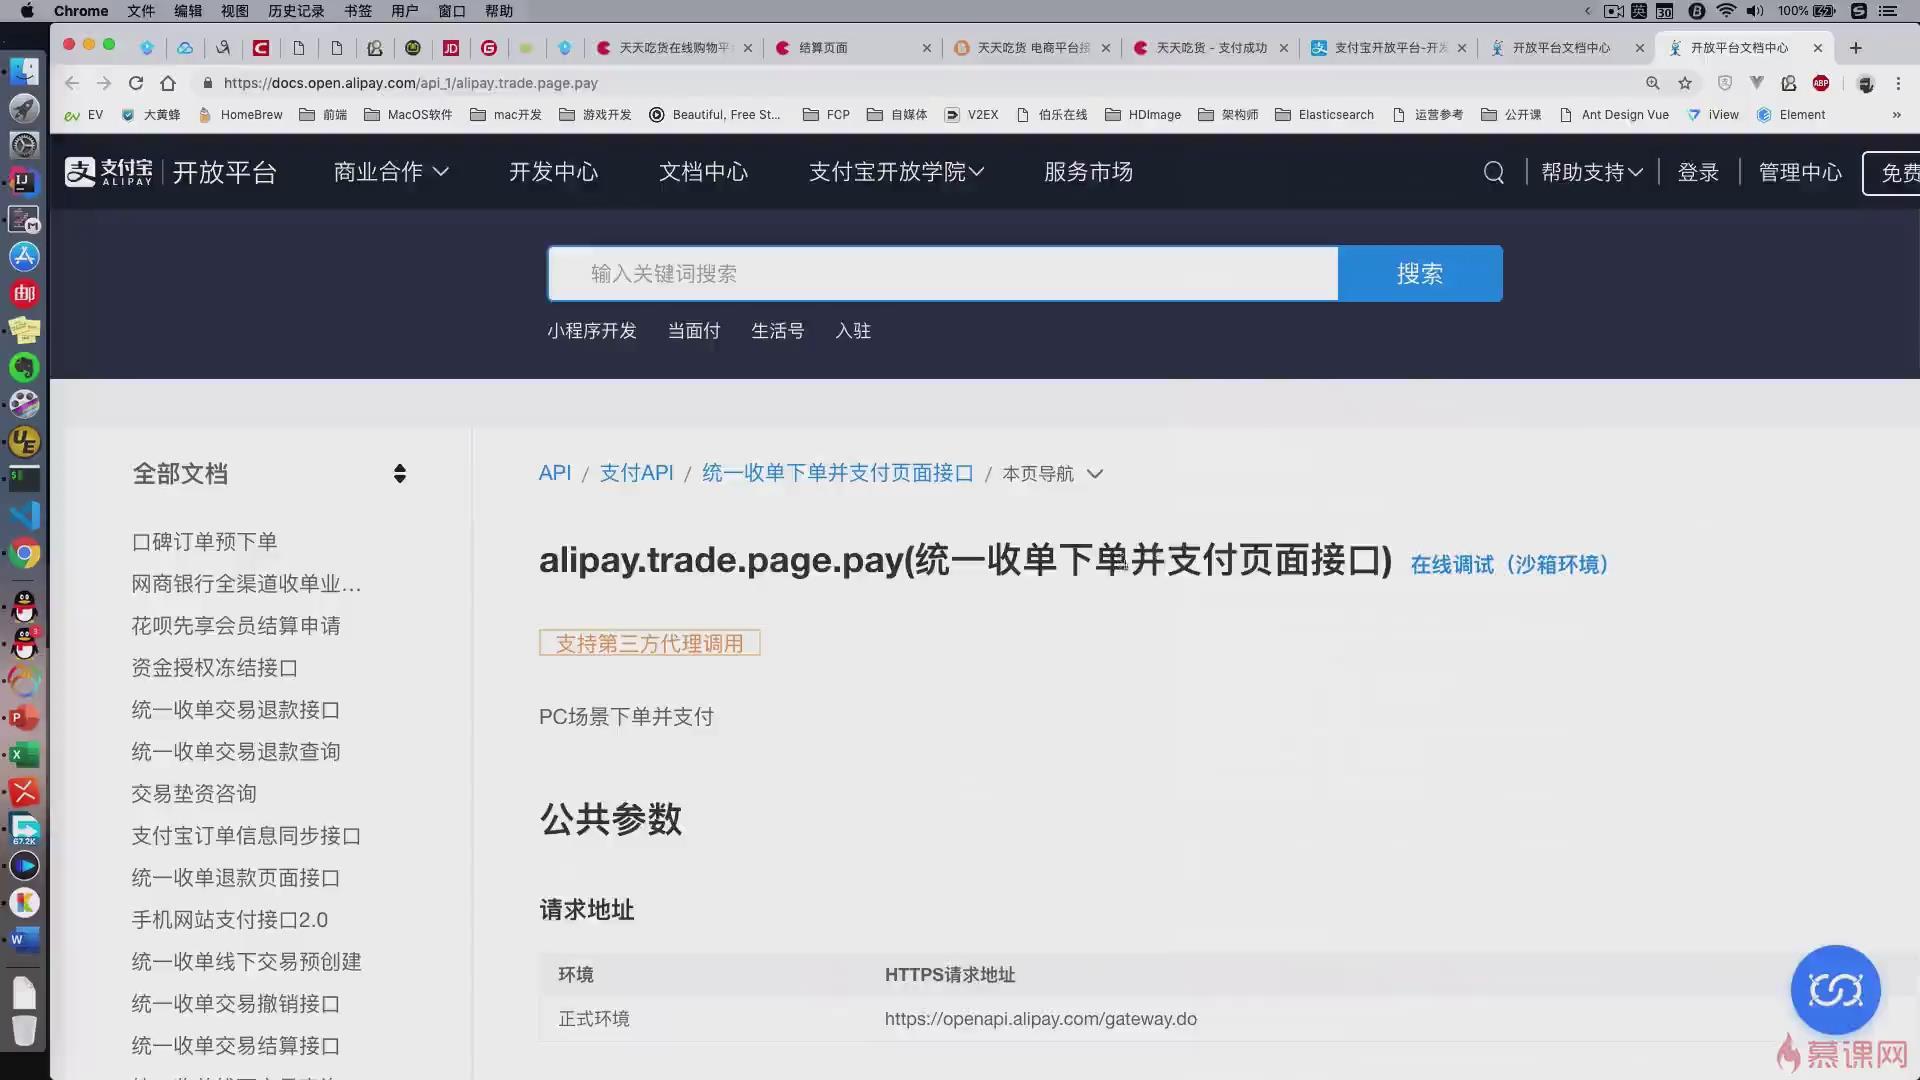 Chrome 文件 编辑 视图 历史记录 书签 用户 窗口 帮助 英 30 100%
天天吃货在线购物平 结算页面 天天吃货 电商平台接 天天吃货 - 支付成功 支付宝开放平台-开发 开放平台文档中心 开放平台文档中心
https://docs.open.alipay.com/api_1/alipay.trade.page.pay ABP
EV 大黄蜂 HomeBrew 前端 MacOS软件 mac开发 游戏开发 Beautiful, Free St... FCP 自媒体 V2EX 伯乐在线 HDImage 架构师 Elasticsearch 运营参考 公开课 Ant Design Vue iView Element »
支付宝 ALIPAY 开放平台 商业合作 开发中心 文档中心 支付宝开放学院 服务市场 帮助支持 登录 管理中心 免费
输入关键词搜索 搜索
小程序开发 当面付 生活号 入驻
全部文档
口碑订单预下单
网商银行全渠道收单业...
花呗先享会员结算申请
资金授权冻结接口
统一收单交易退款接口
统一收单交易退款查询
交易垫资咨询
支付宝订单信息同步接口
统一收单退款页面接口
手机网站支付接口2.0
统一收单线下交易预创建
统一收单交易撤销接口
统一收单交易结算接口
API / 支付API / 统一收单下单并支付页面接口 / 本页导航
alipay.trade.page.pay(统一收单下单并支付页面接口) 在线调试（沙箱环境）
支持第三方代理调用
PC场景下单并支付
公共参数
请求地址
环境 HTTPS请求地址
正式环境 https://openapi.alipay.com/gateway.do
慕课网